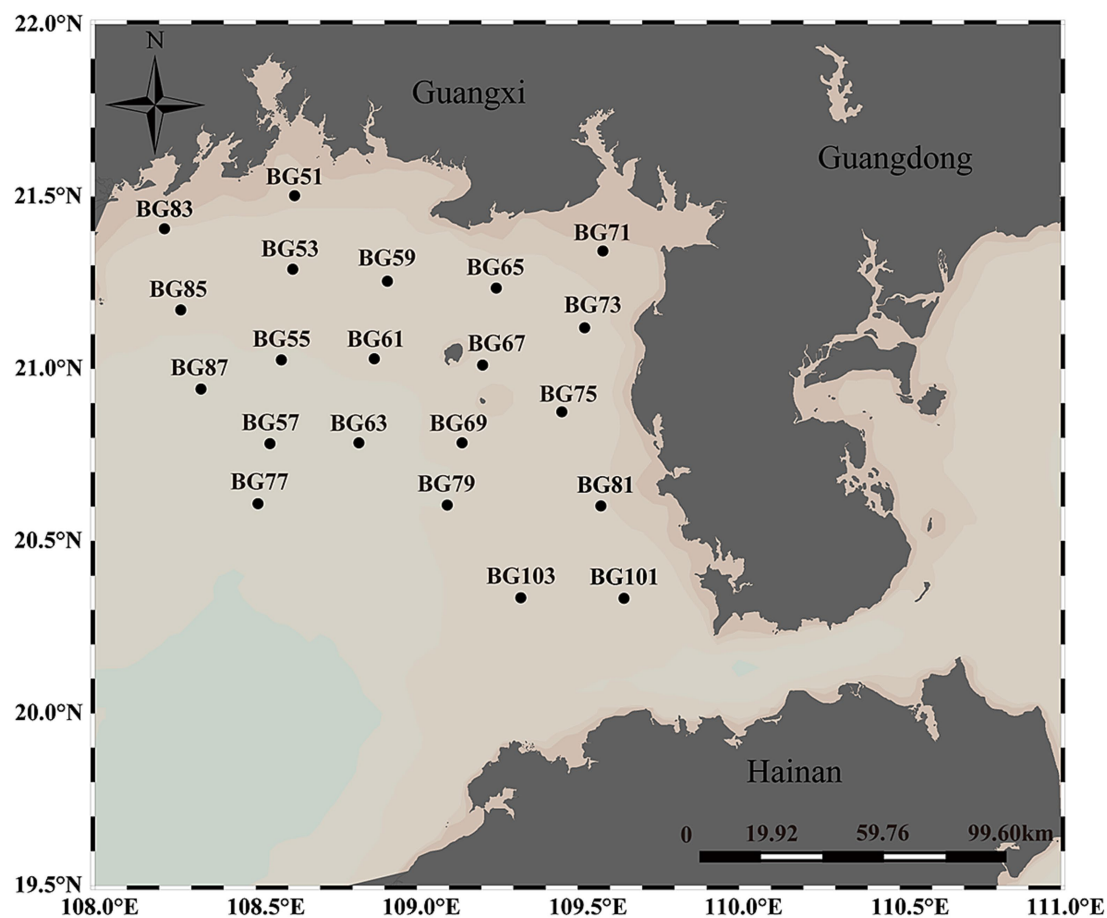 22.0°N
N
Guangxi
Guangdong
21.5°N
BG51
BG83
BG71
BG53
BG59
BG65
BG85
BG73
BG55
BG61
BG67
21.0°N
BG87
BG75
BG57
BG63
BG69
BG77
BG79
BG81
20.5°N
BG103
BG101
20.0°N
Hainan
0 19.92 59.76 99.60km
19.5°N
108.0°E 108.5°E 109.0°E 109.5°E 110.0°E 110.5°E 111.0°E